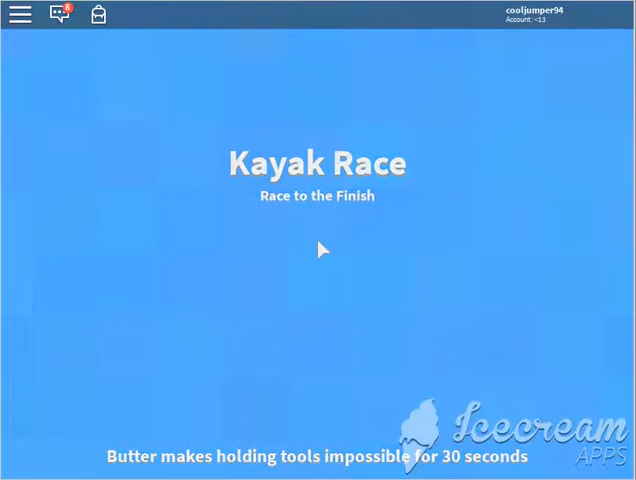 8
cooljumper94
Account: <13
Kayak Race
Race to the Finish
Icecream
APPS
Butter makes holding tools impossible for 30 seconds